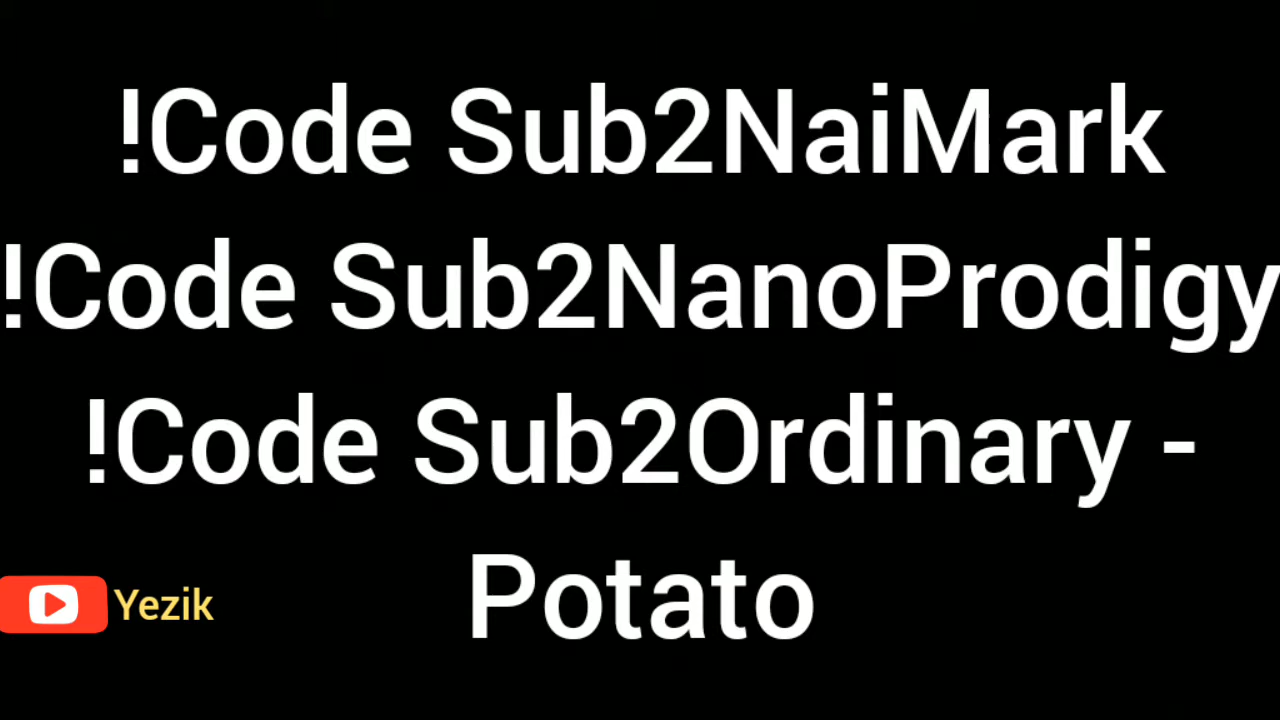 !Code Sub2NaiMark
!Code Sub2NanoProdigy
!Code Sub2Ordinary -
Potato
Yezik